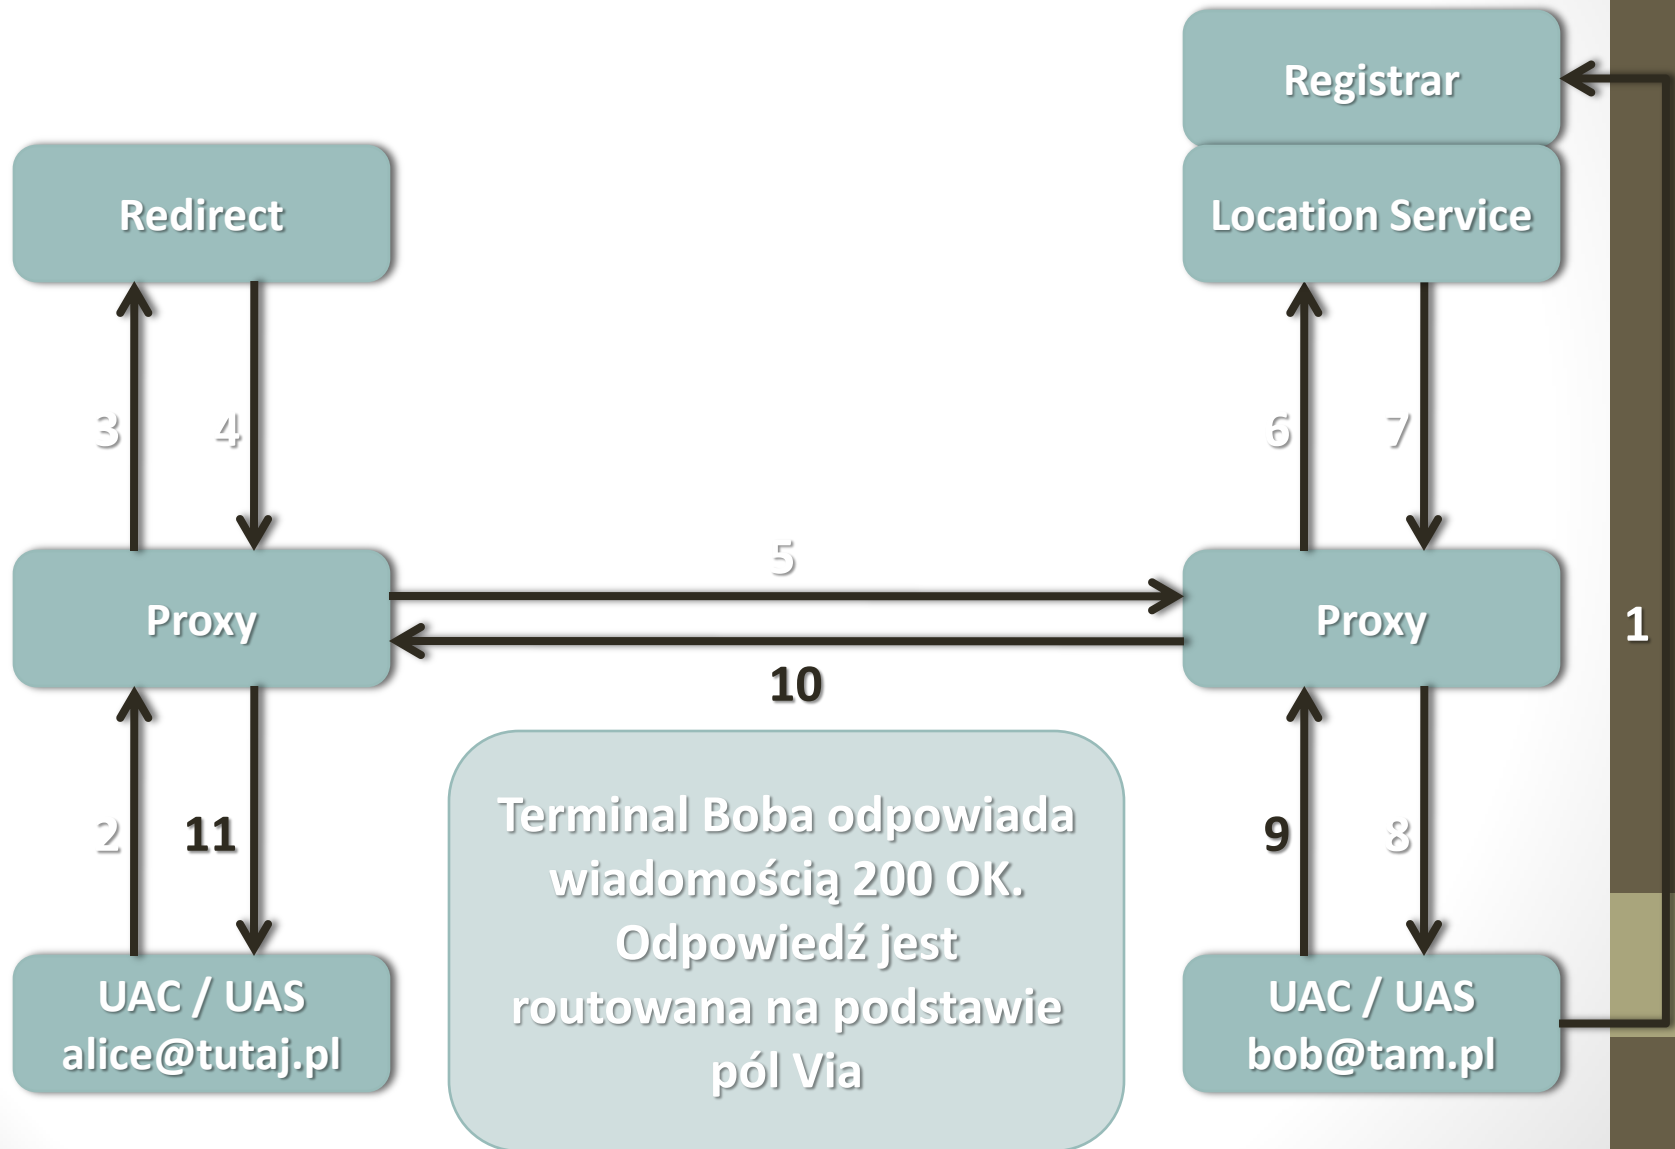 Registrar
Redirect
Location Service
3
4
6
7
5
Proxy
Proxy
1
10
2
11
9
8
Terminal Boba odpowiada
wiadomością 200 OK.
Odpowiedź jest
routowana na podstawie
pól Via
UAC / UAS
alice@tutaj.pl
UAC / UAS
bob@tam.pl